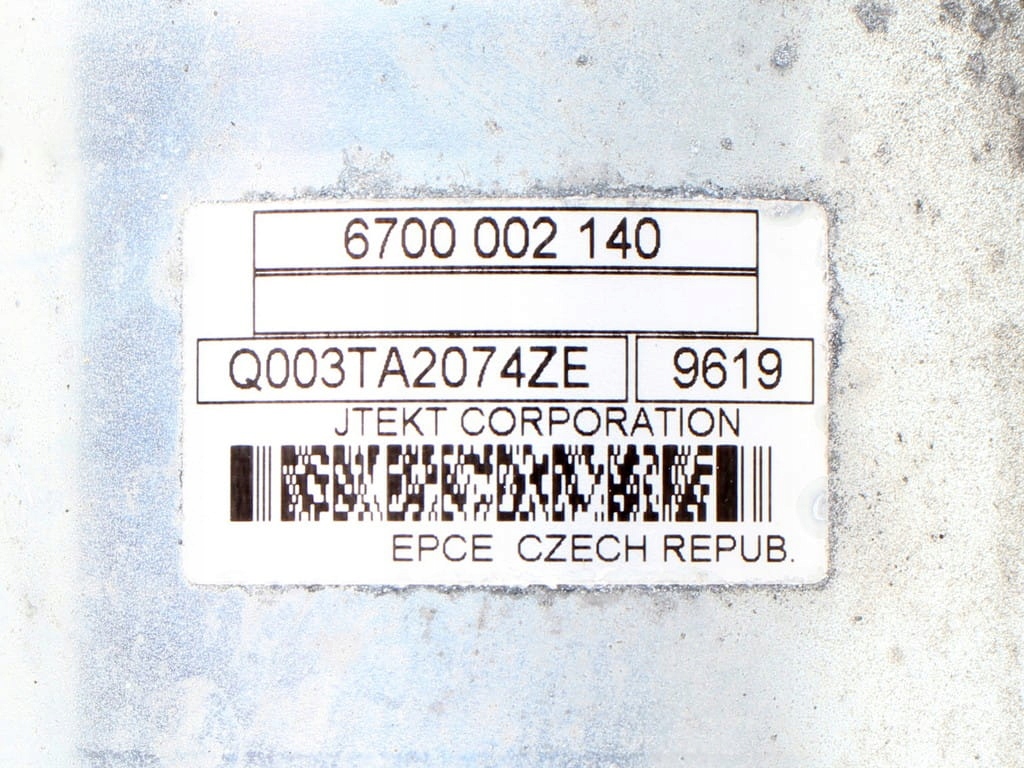 6700 002 140
Q003TA2074ZE 9619
JTEKT CORPORATION
EPCE CZECH REPUB.